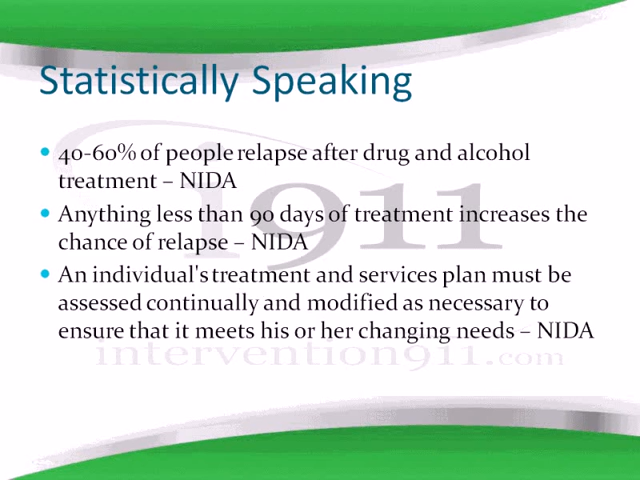 Statistically Speaking
• 40-60% of people relapse after drug and alcohol
treatment – NIDA
• Anything less than 90 days of treatment increases the
chance of relapse – NIDA
• An individual's treatment and services plan must be
assessed continually and modified as necessary to
ensure that it meets his or her changing needs – NIDA
i911
intervention911.com